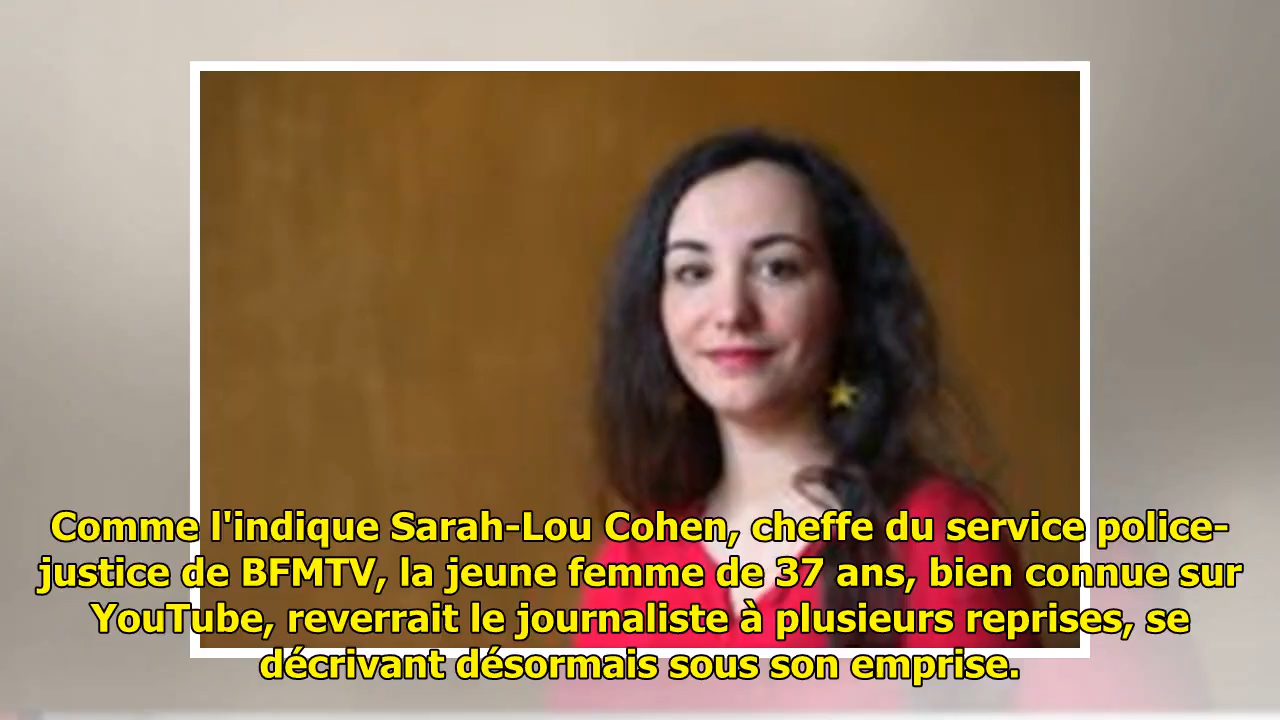 Comme l'indique Sarah-Lou Cohen, cheffe du service police-
justice de BFMTV, la jeune femme de 37 ans, bien connue sur
YouTube, reverrait le journaliste à plusieurs reprises, se
décrivant désormais sous son emprise.